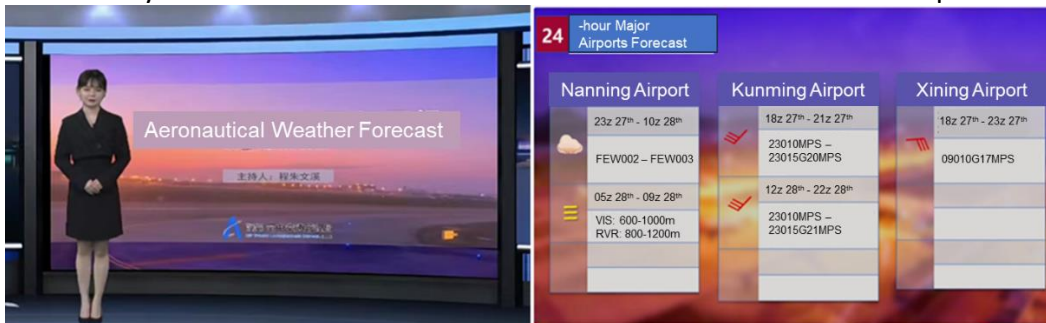 Aeronautical Weather Forecast
主持人：程朱文溪
24
-hour Major
Airports Forecast
Nanning Airport
23z 27th - 10z 28th
FEW002 – FEW003
05z 28th - 09z 28th
VIS: 600-1000m
RVR: 800-1200m
Kunming Airport
18z 27th - 21z 27th
23010MPS –
23015G20MPS
12z 28th - 22z 28th
23010MPS –
23015G21MPS
Xining Airport
18z 27th - 23z 27th
09010G17MPS